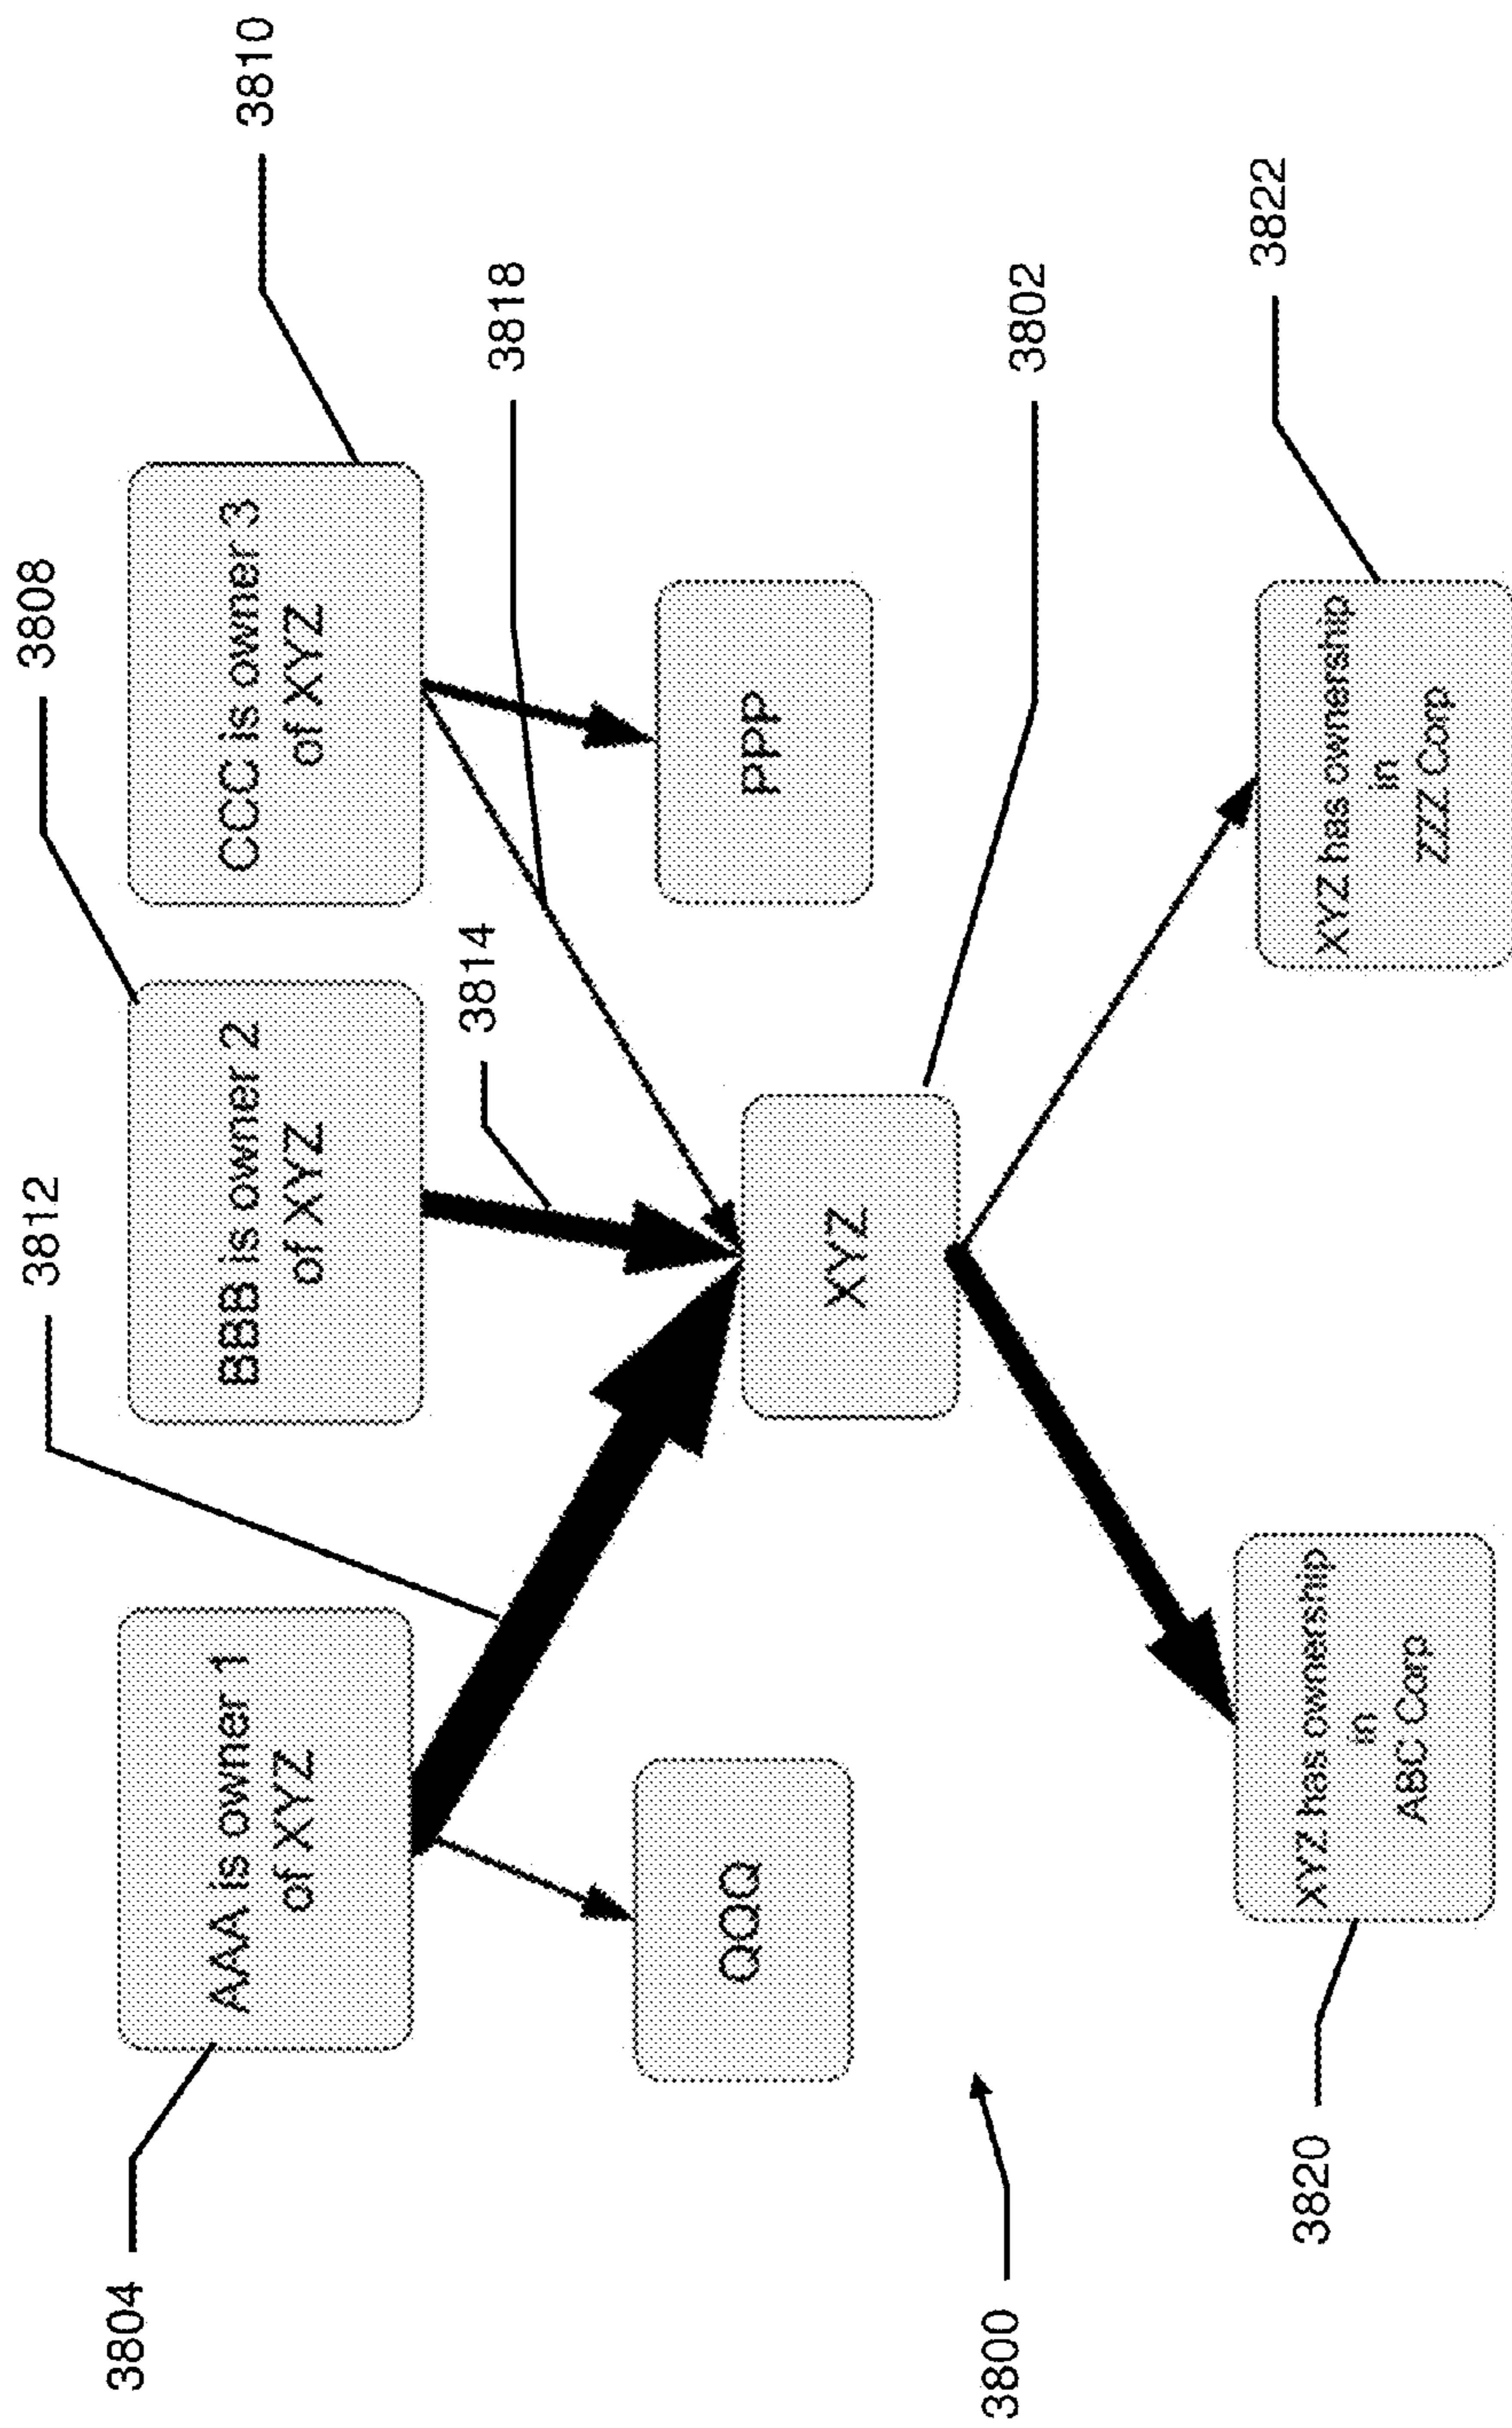 3804
3812
3808
3810
AAA is owner 1
of XYZ
BBB is owner 2
of XYZ
CCC is owner 3
of XYZ
3814
3818
QQQ
PPP
XYZ
3800
3802
3820
XYZ has ownership
in
ABC Corp
XYZ has ownership
in
ZZZ Corp
3822